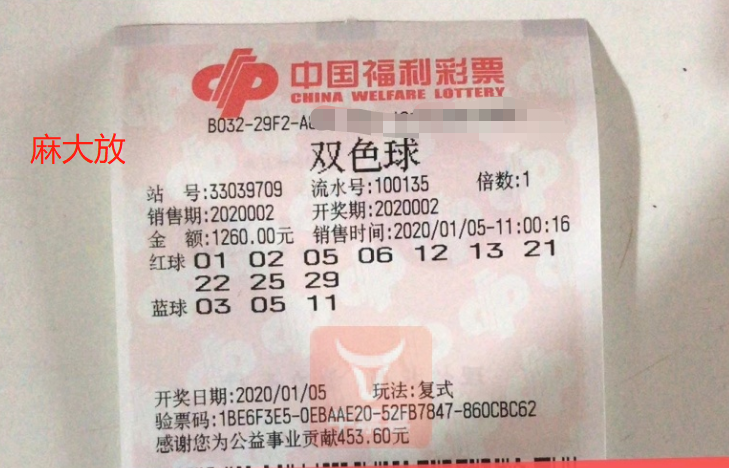 中国福利彩票
CHINA WELFARE LOTTERY
B032-29F2-A
麻大放
双色球
站 号:33039709 流水号:100135 倍数:1
销售期:2020002 开奖期:2020002
金 额:1260.00元 销售时间:2020/01/05-11:00:16
红球 01 02 05 06 12 13 21
22 25 29
蓝球 03 05 11
开奖日期:2020/01/05 玩法:复式
验票码:1BE6F3E5-0EBAAE20-52FB7847-860CBC62
感谢您为公益事业贡献453.60元